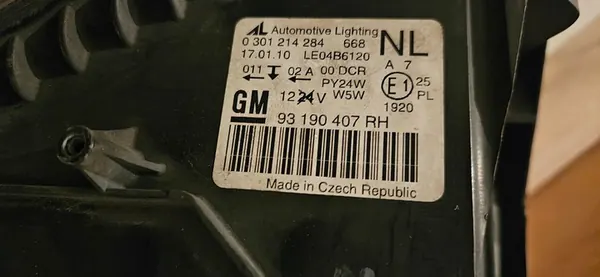 AL Automotive Lighting
0 301 214 284 668
NL
17.01.10 LE04B6120
A 7
011 02 A 00 DCR
PY24W
E1 25
PL
GM
12 24 V W5W
1920
93 190 407 RH
Made in Czech Republic